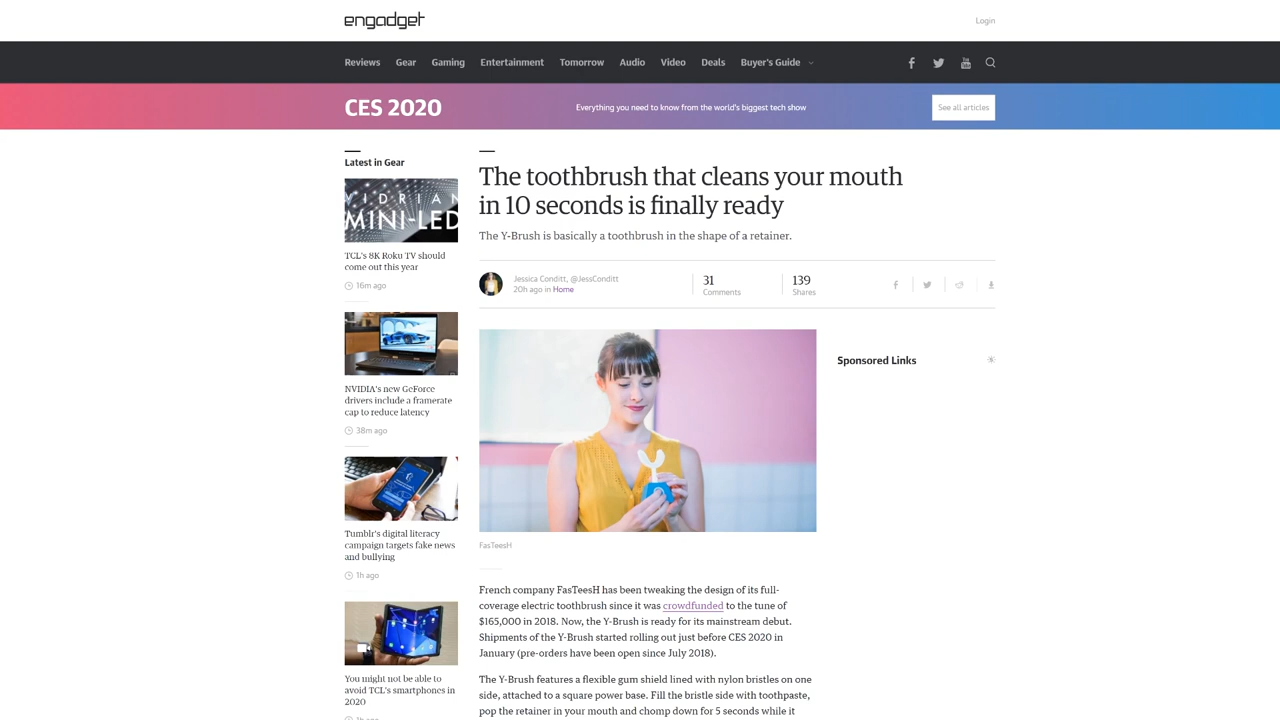 engadget
Login
Reviews Gear Gaming Entertainment Tomorrow Audio Video Deals Buyer's Guide
CES 2020
Everything you need to know from the world's biggest tech show
See all articles
Latest in Gear
VIDRIAN
MINI-LED
TCL's 8K Roku TV should
come out this year
16m ago
NVIDIA's new GeForce
drivers include a framerate
cap to reduce latency
38m ago
Tumblr's digital literacy
campaign targets fake news
and bullying
1h ago
You might not be able to
avoid TCL's smartphones in
2020
The toothbrush that cleans your mouth
in 10 seconds is finally ready
The Y-Brush is basically a toothbrush in the shape of a retainer.
Jessica Conditt, @JessConditt
20h ago in Home
31
Comments
139
Shares
FasTeesH
Sponsored Links
French company FasTeesH has been tweaking the design of its full-
coverage electric toothbrush since it was crowdfunded to the tune of
$165,000 in 2018. Now, the Y-Brush is ready for its mainstream debut.
Shipments of the Y-Brush started rolling out just before CES 2020 in
January (pre-orders have been open since July 2018).
The Y-Brush features a flexible gum shield lined with nylon bristles on one
side, attached to a square power base. Fill the bristle side with toothpaste,
pop the retainer in your mouth and chomp down for 5 seconds while it